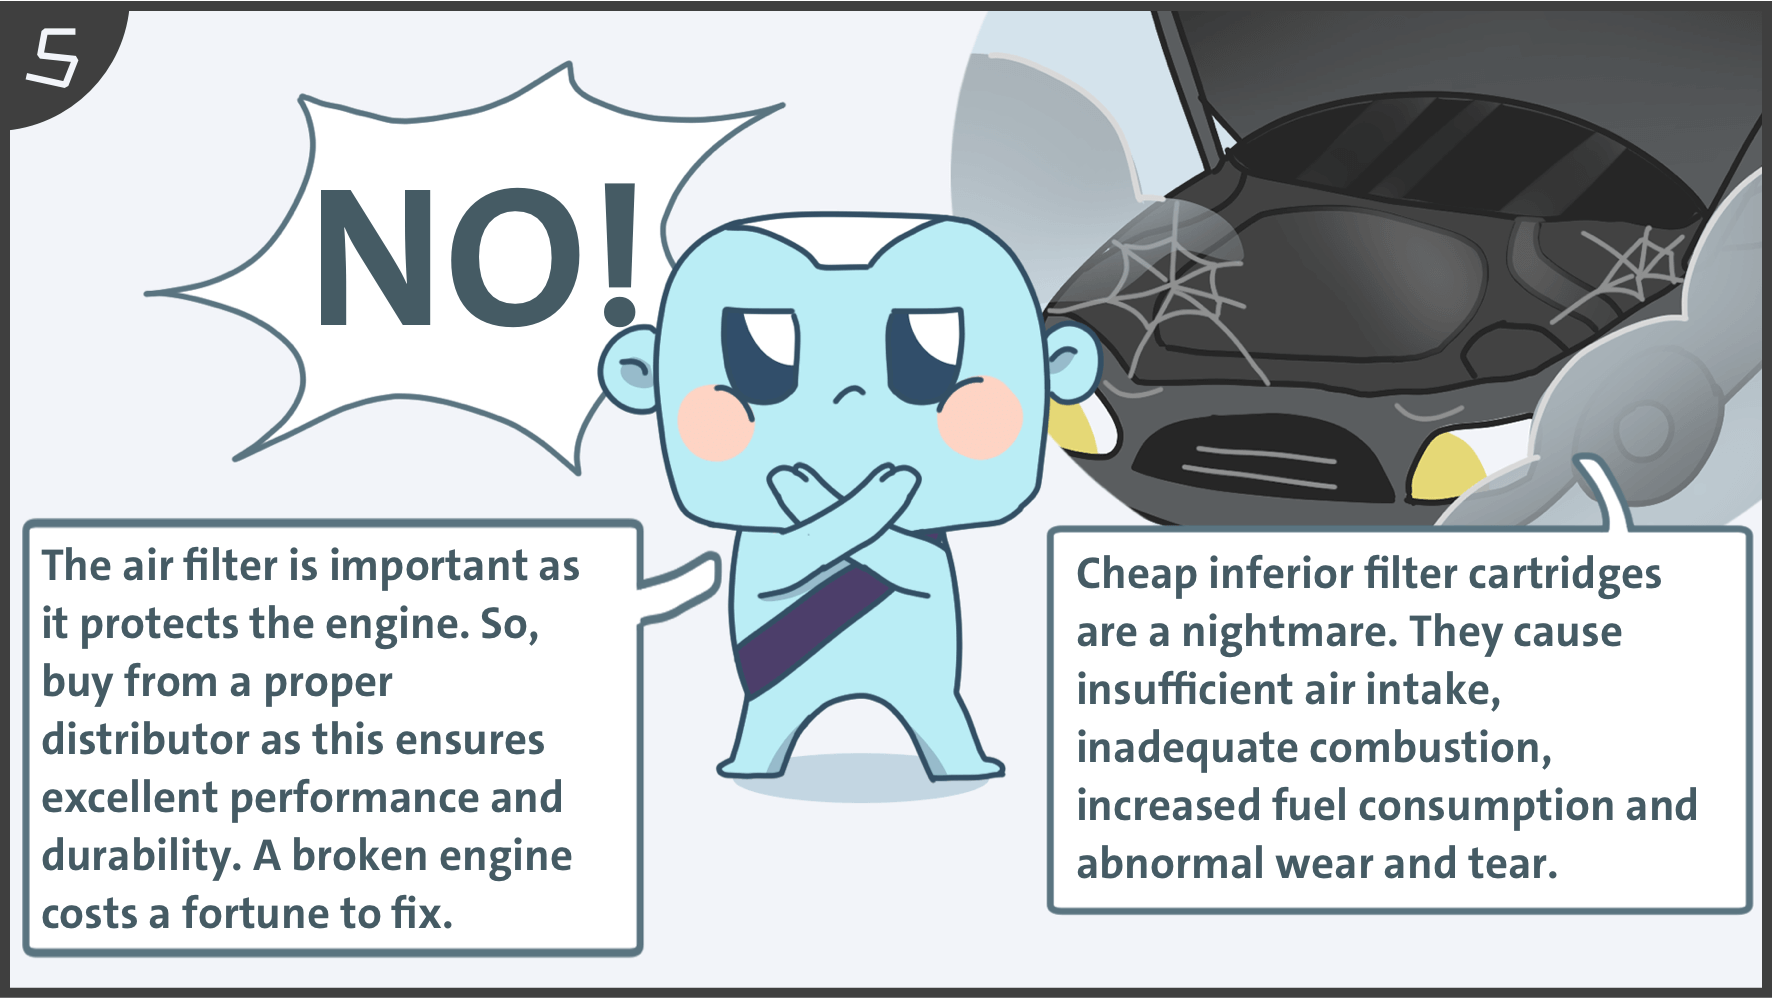 5
NO!
The air filter is important as
it protects the engine. So,
buy from a proper
distributor as this ensures
excellent performance and
durability. A broken engine
costs a fortune to fix.
Cheap inferior filter cartridges
are a nightmare. They cause
insufficient air intake,
inadequate combustion,
increased fuel consumption and
abnormal wear and tear.